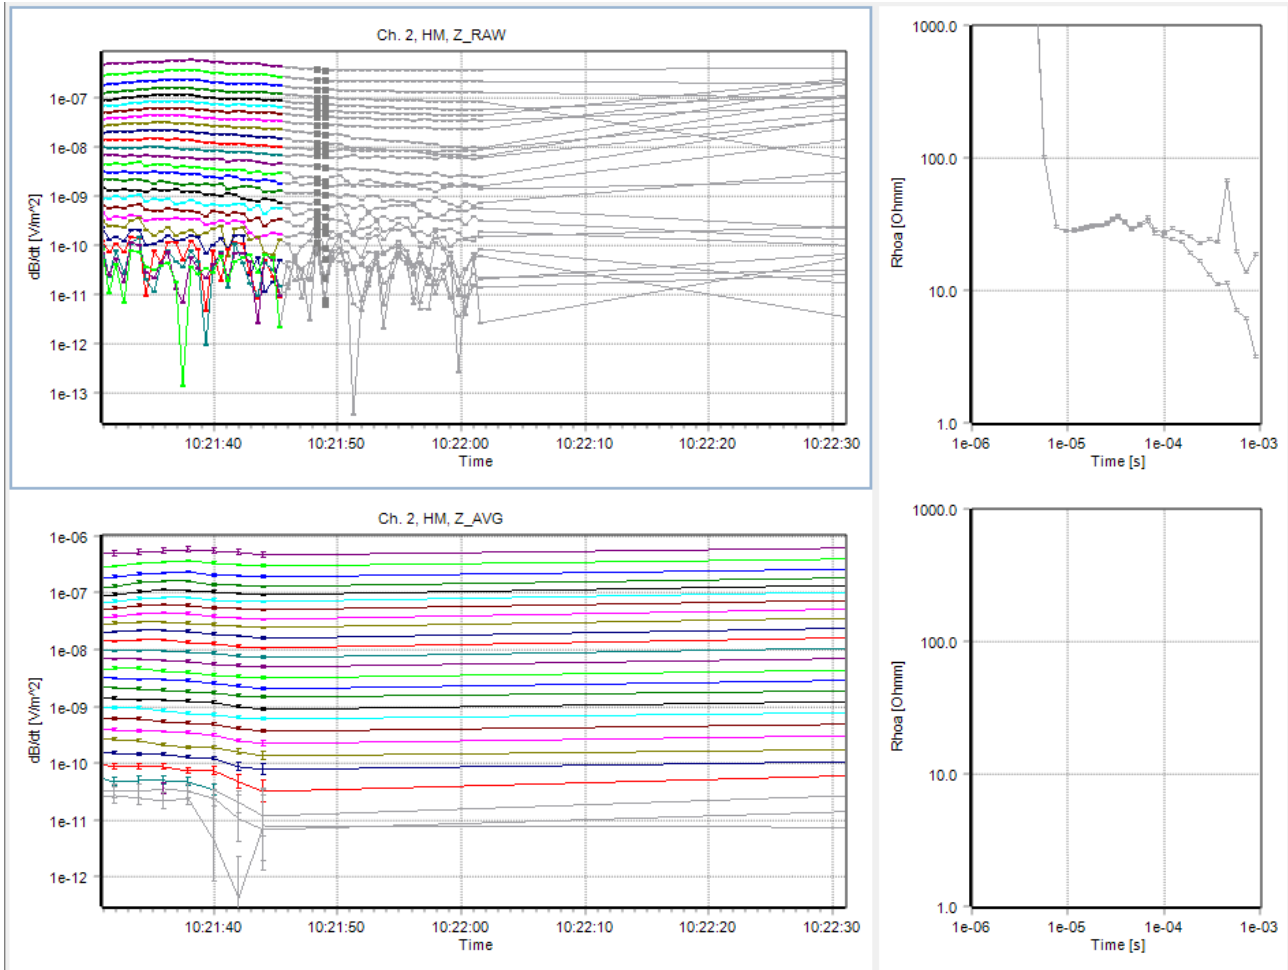 Ch. 2, HM, Z_RAW
dB/dt [V/m^2]
1e-07
1e-08
1e-09
1e-10
1e-11
1e-12
1e-13
10:21:40 10:21:50 10:22:00 10:22:10 10:22:20 10:22:30
Time
Rhoa [Ohmm]
1000.0
100.0
10.0
1.0
1e-06 1e-05 1e-04 1e-03
Time [s]
Ch. 2, HM, Z_AVG
dB/dt [V/m^2]
1e-06
1e-07
1e-08
1e-09
1e-10
1e-11
1e-12
10:21:40 10:21:50 10:22:00 10:22:10 10:22:20 10:22:30
Time
Rhoa [Ohmm]
1000.0
100.0
10.0
1.0
1e-06 1e-05 1e-04 1e-03
Time [s]